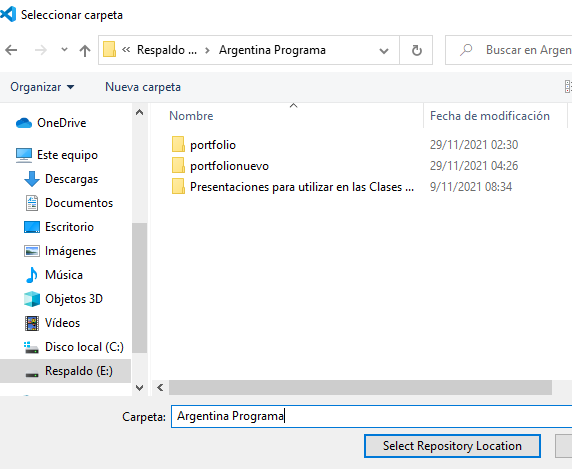 Seleccionar carpeta
« Respaldo ... > Argentina Programa
Buscar en Argen
Organizar
Nueva carpeta
Nombre
Fecha de modificación
OneDrive
Este equipo
Descargas
Documentos
Escritorio
Imágenes
Música
Objetos 3D
Vídeos
Disco local (C:)
Respaldo (E:)
portfolio
29/11/2021 02:30
portfolionuevo
29/11/2021 04:26
Presentaciones para utilizar en las Clases ...
9/11/2021 08:34
Carpeta:
Argentina Programa
Select Repository Location